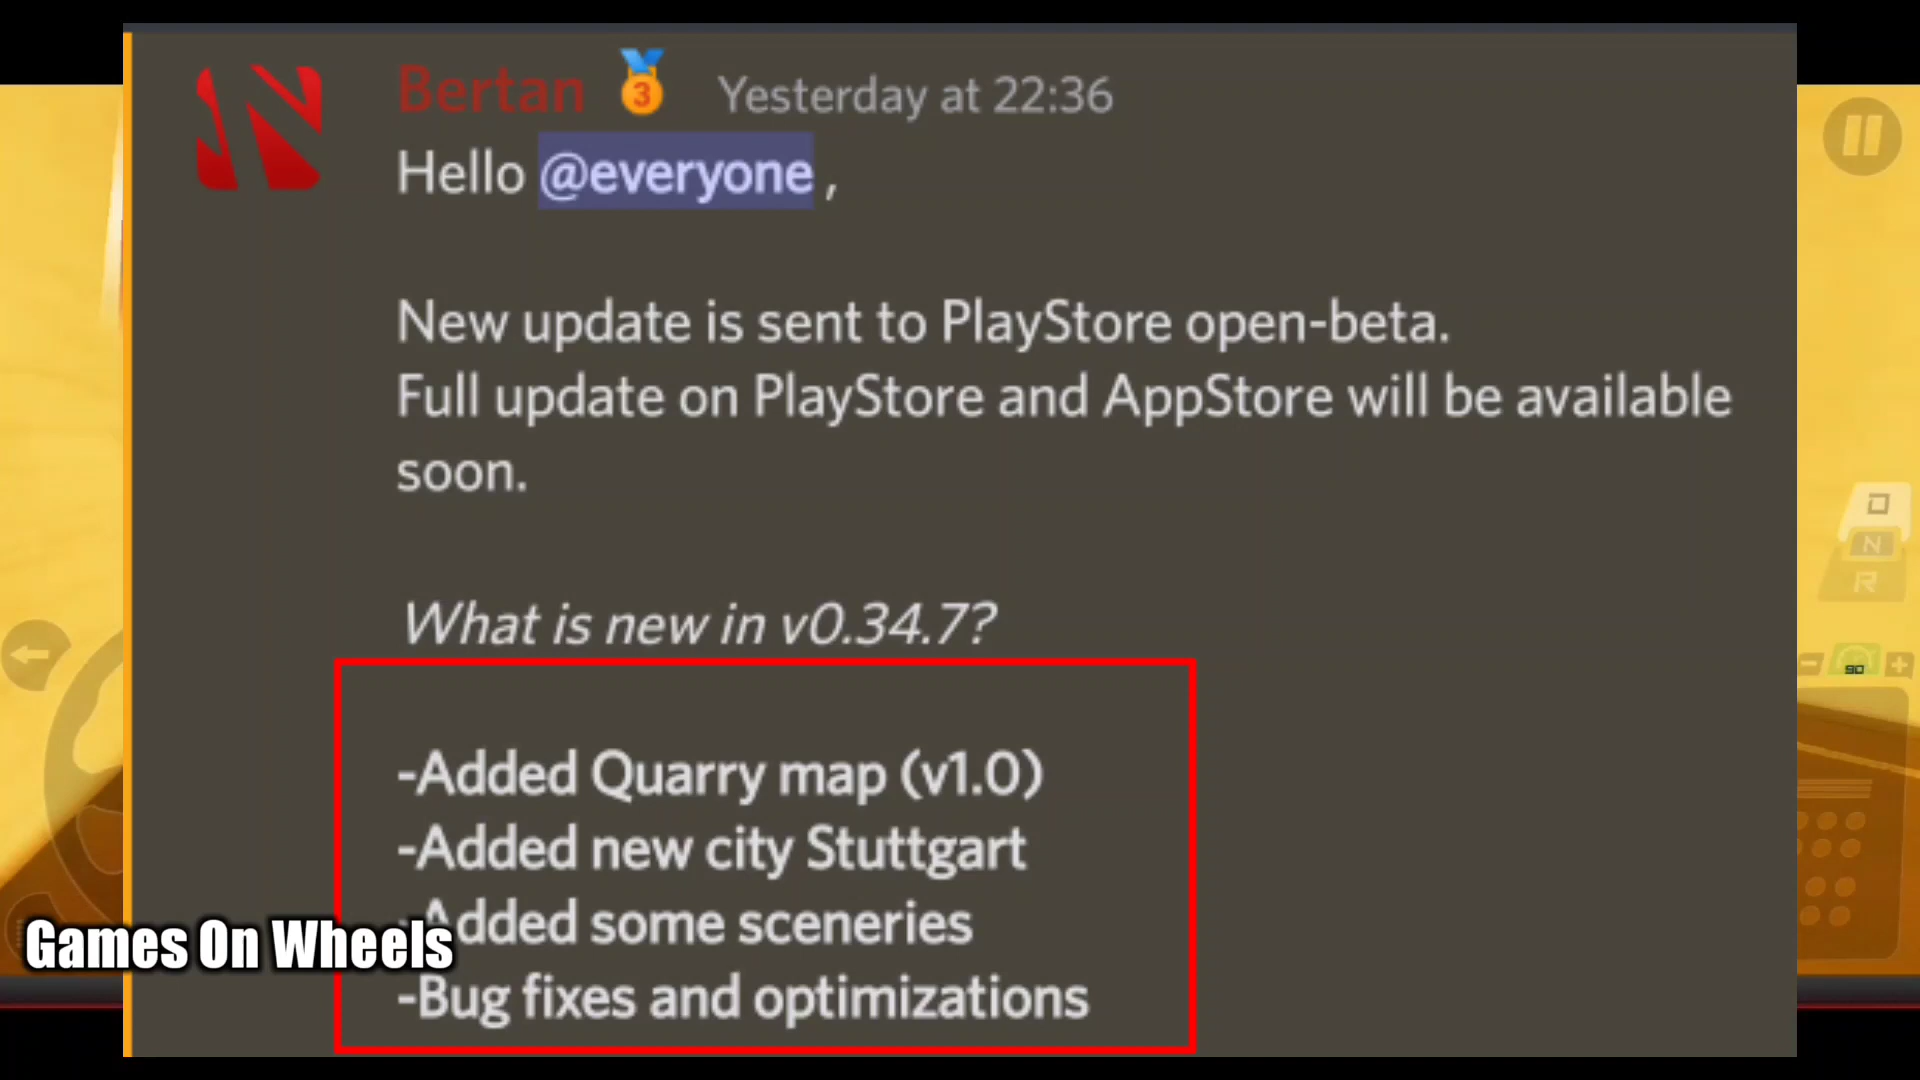 Bertan 3 Yesterday at 22:36
Hello @everyone ,
New update is sent to PlayStore open-beta.
Full update on PlayStore and AppStore will be available
soon.
What is new in v0.34.7?
-Added Quarry map (v1.0)
-Added new city Stuttgart
-Added some sceneries
-Bug fixes and optimizations
Games On Wheels
D
N
R
90